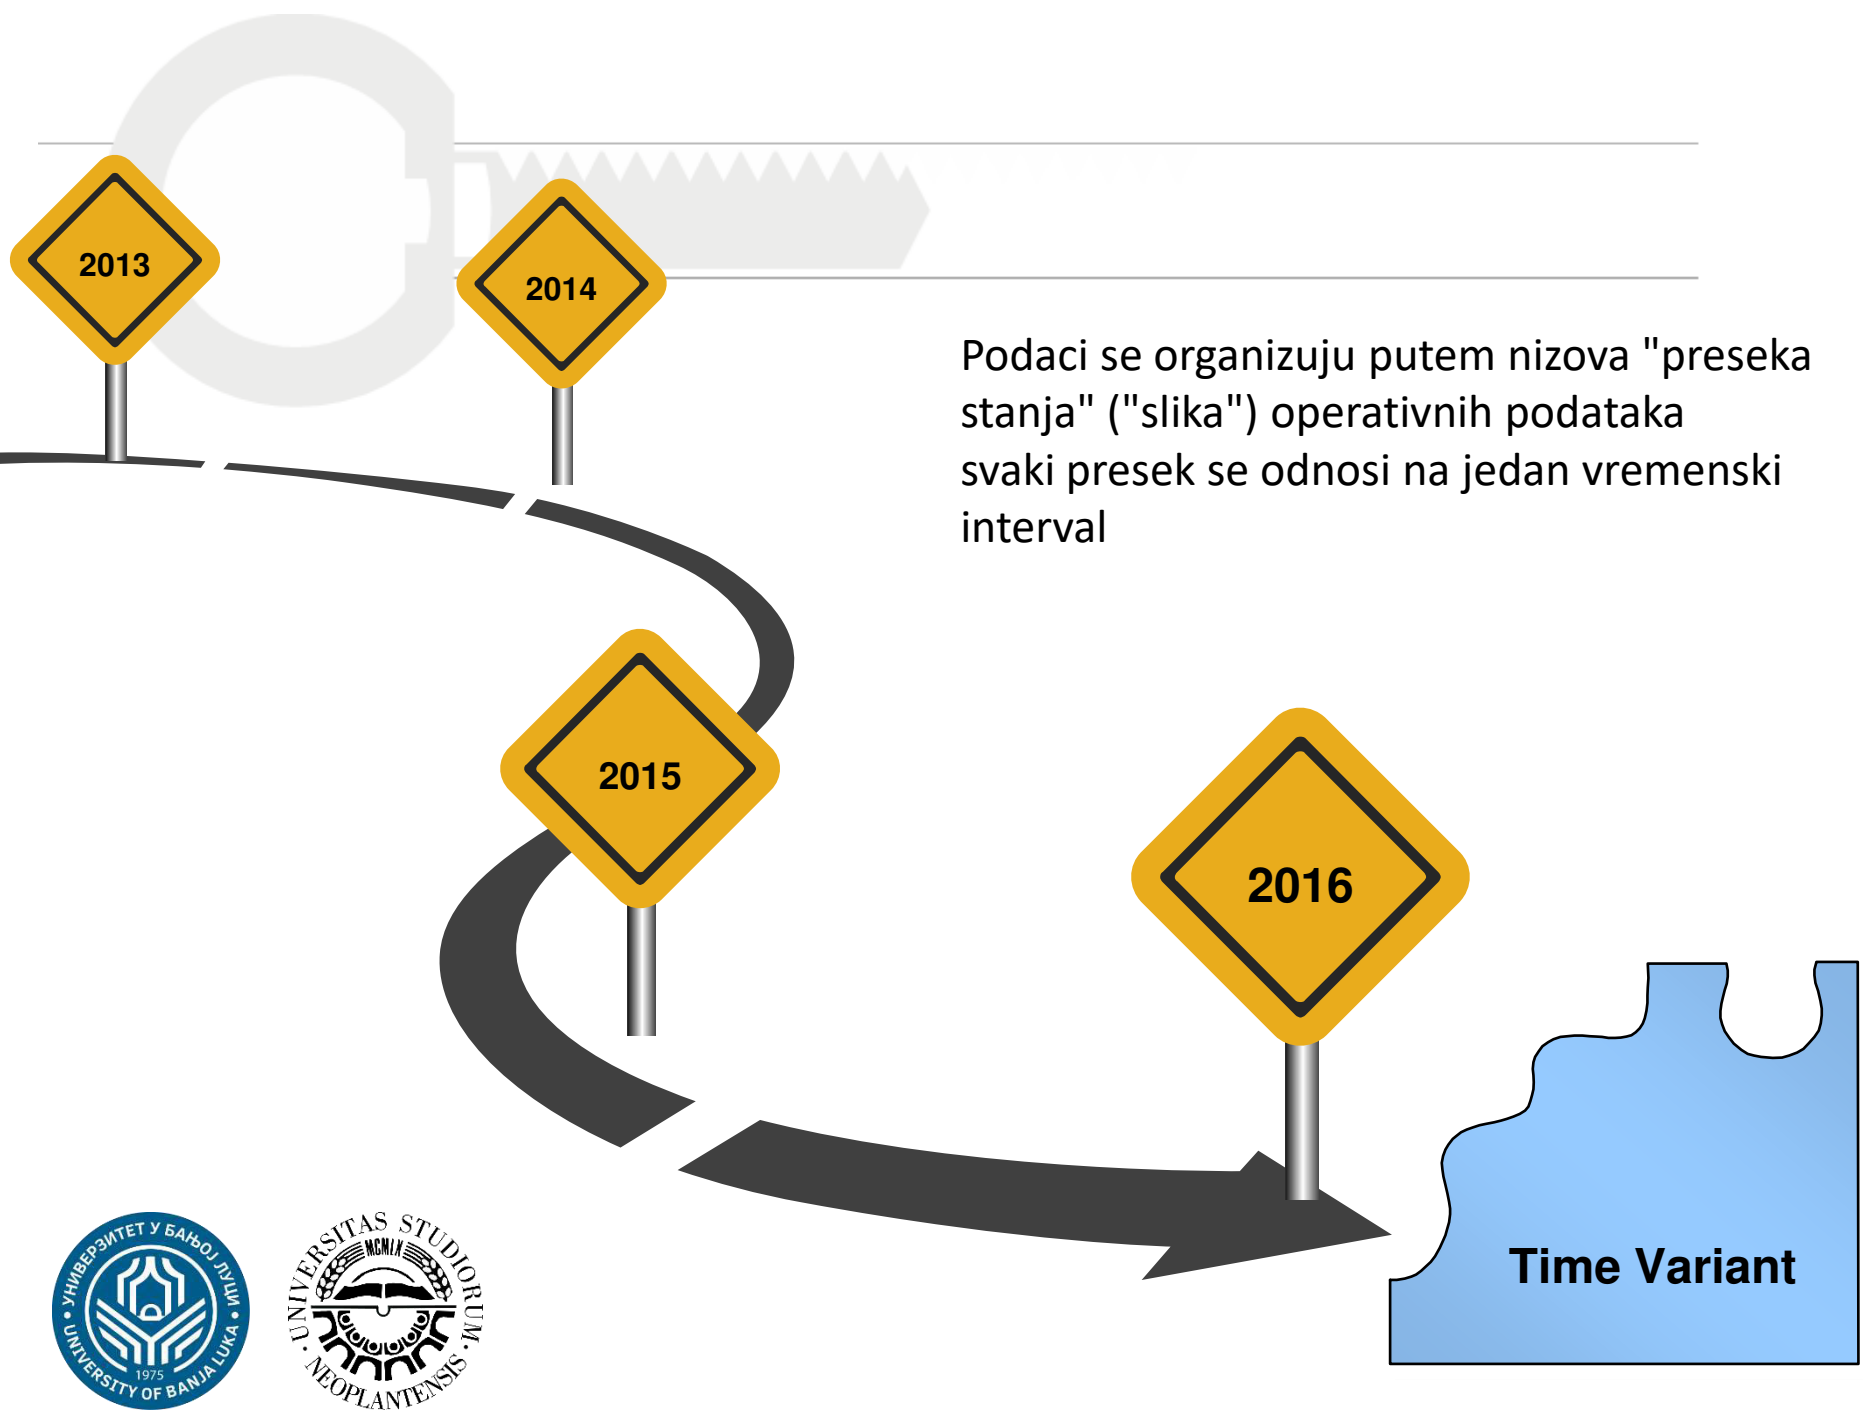 2013
2014
Podaci se organizuju putem nizova "preseka
stanja" ("slika") operativnih podataka
svaki presek se odnosi na jedan vremenski
interval
2015
2016
Time Variant
УНИВЕРЗИТЕТ У БАЊОЈ ЛУЦИ
1975
UNIVERSITY OF BANJA LUKA
UNIVERSITAS STUDIORUM
MCMLX
NEOPLANTENSIS